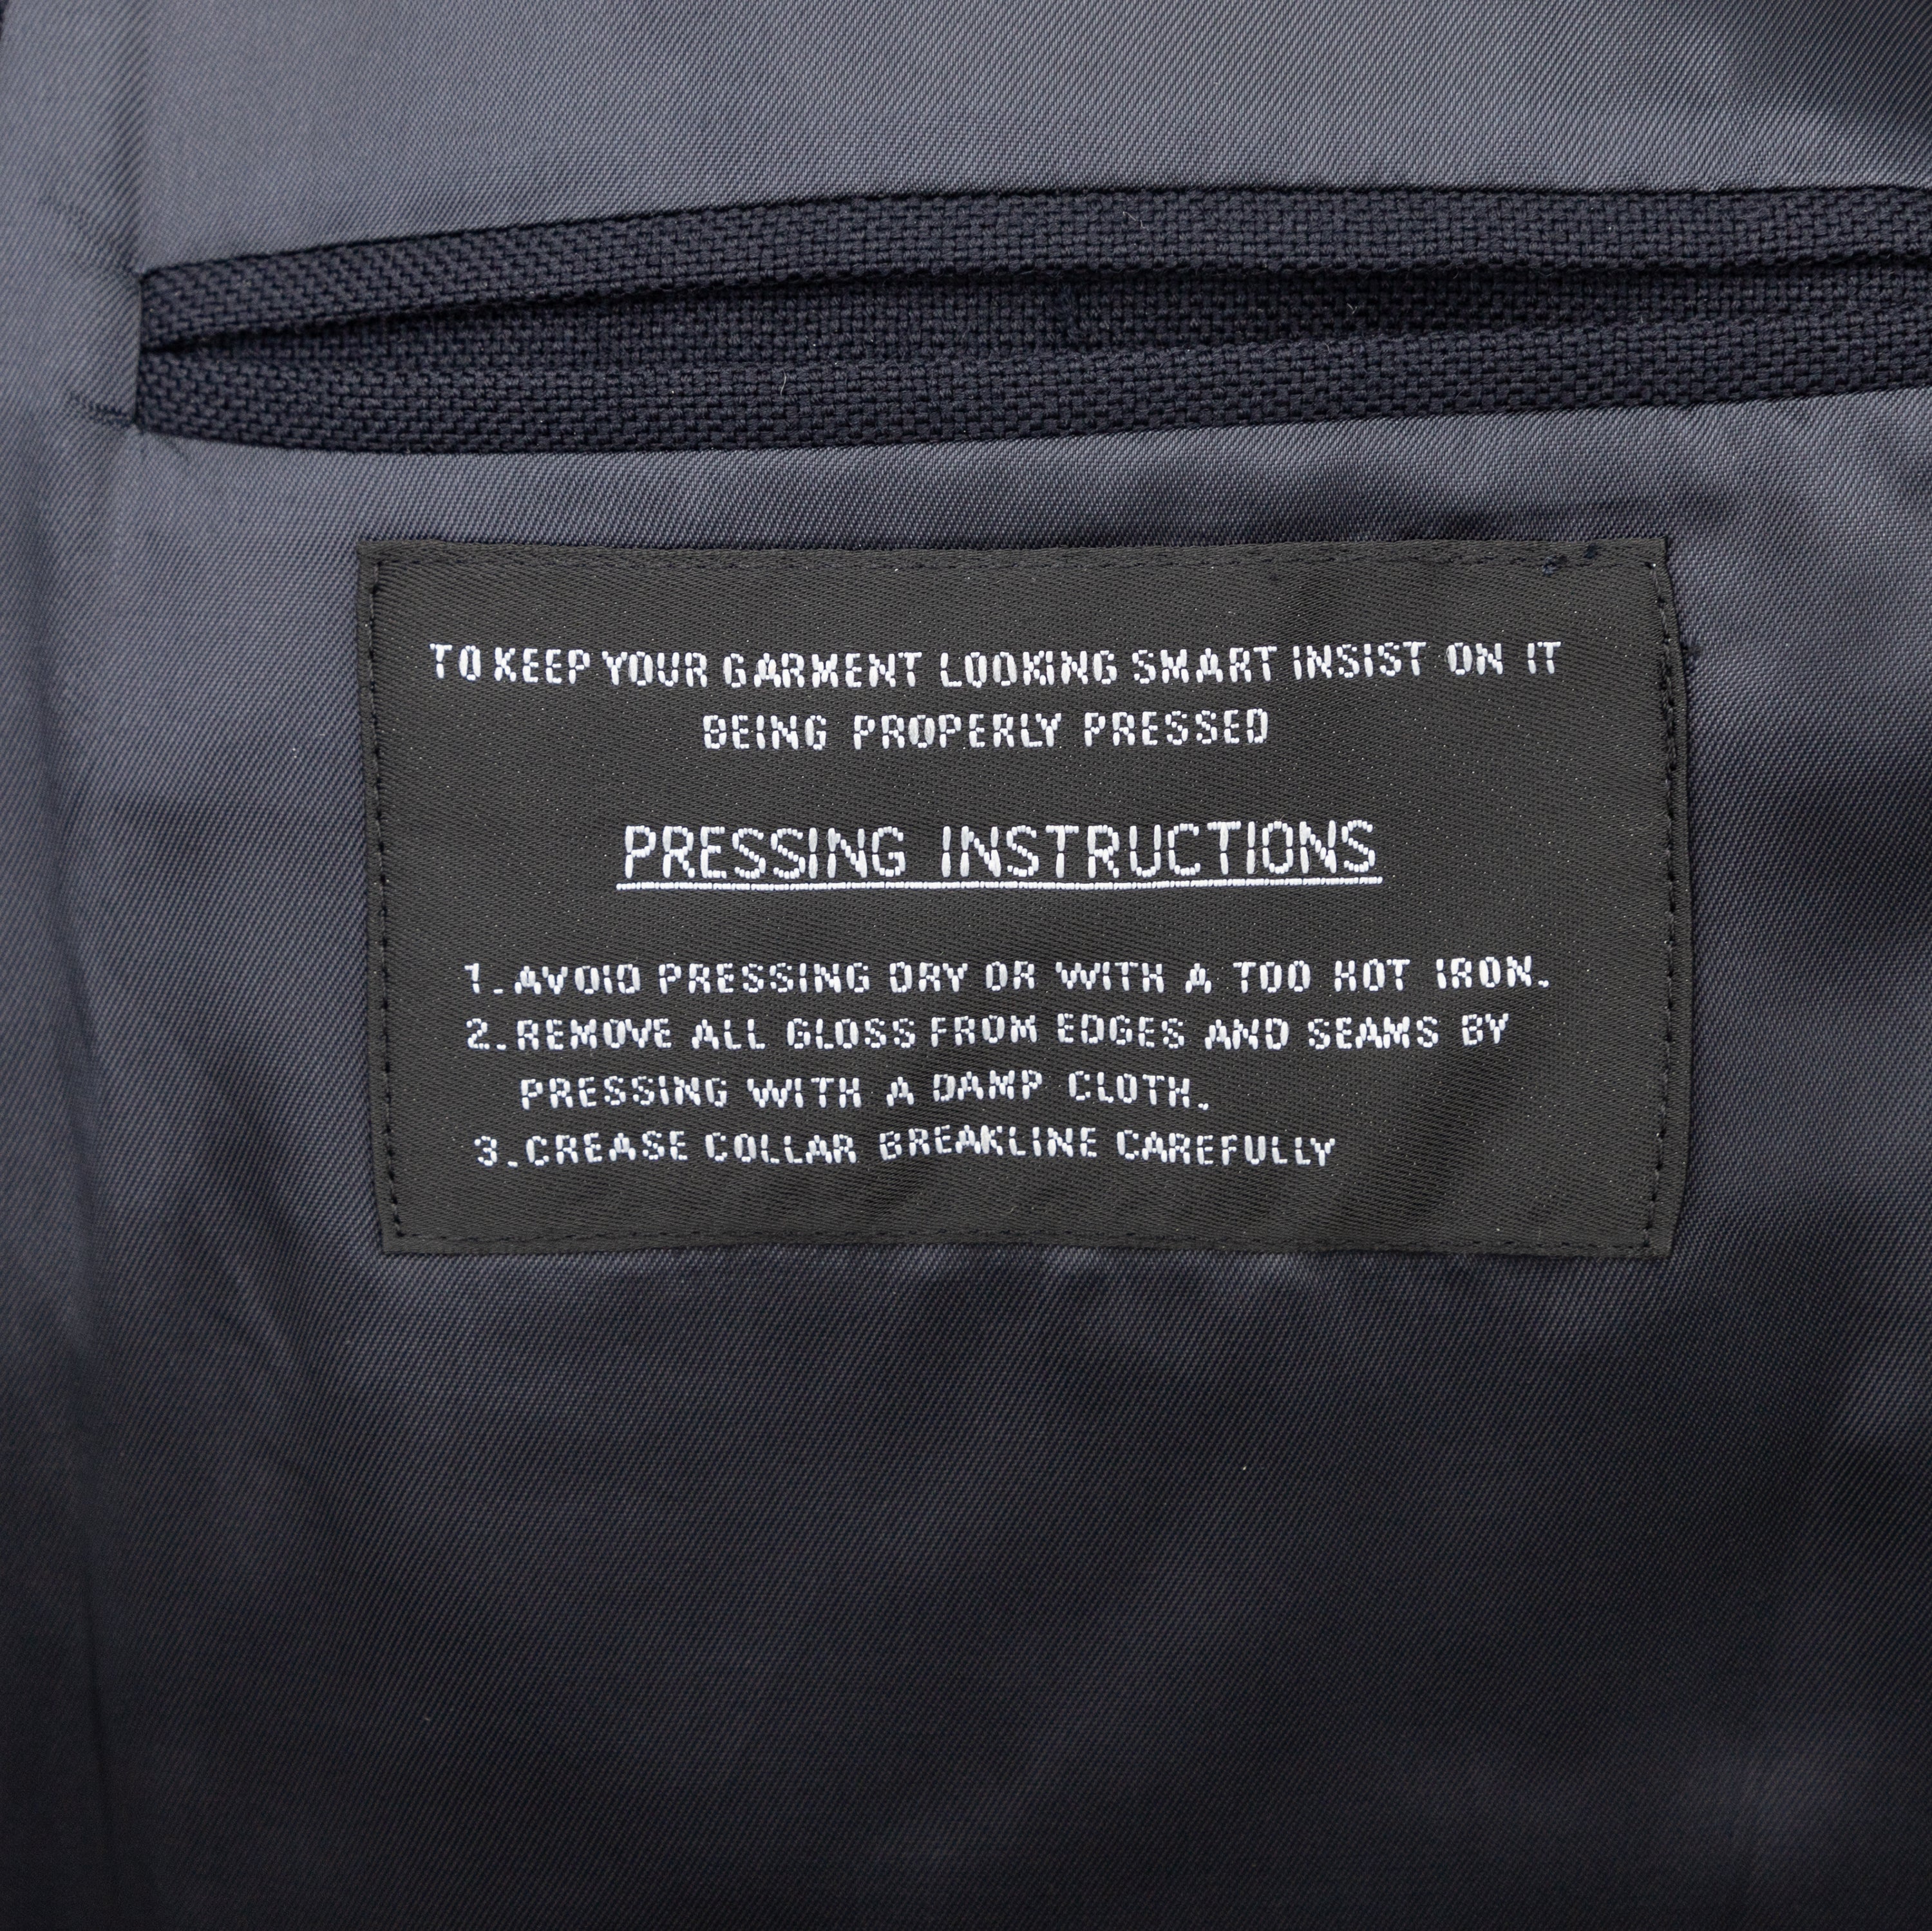 TO KEEP YOUR GARMENT LOOKING SMART INSIST ON IT
BEING PROPERLY PRESSED
PRESSING INSTRUCTIONS
1. AVOID PRESSING DRY OR WITH A TOO HOT IRON.
2. REMOVE ALL GLOSS FROM EDGES AND SEAMS BY
PRESSING WITH A DAMP CLOTH.
3. CREASE COLLAR BREAKLINE CAREFULLY